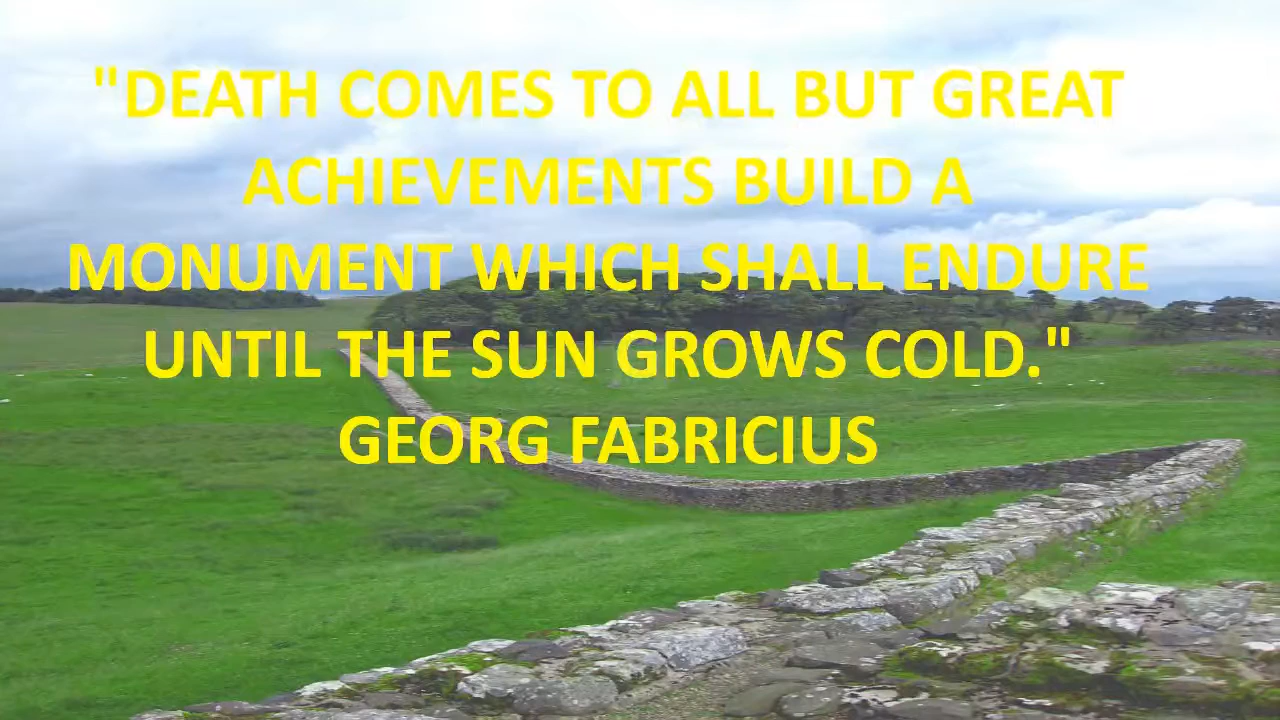 "DEATH COMES TO ALL BUT GREAT
ACHIEVEMENTS BUILD A
MONUMENT WHICH SHALL ENDURE
UNTIL THE SUN GROWS COLD."
GEORG FABRICIUS